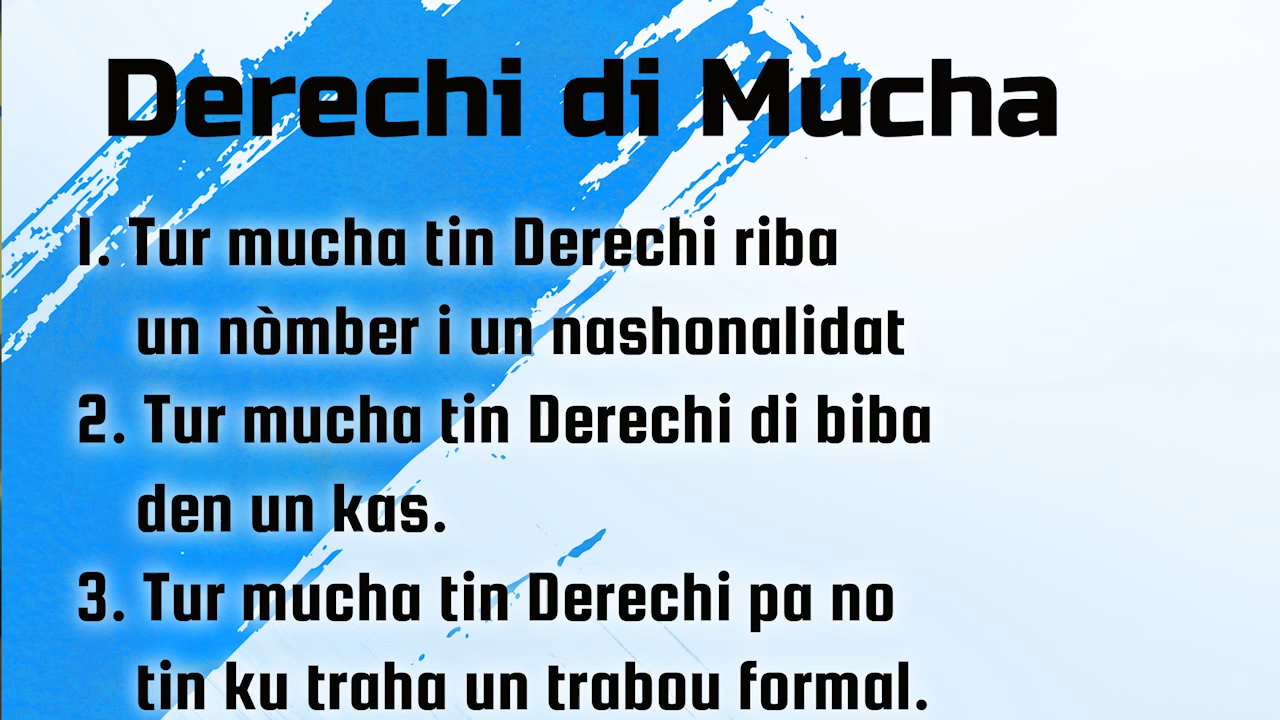 Derechi di Mucha
1. Tur mucha tin Derechi riba
un nòmber i un nashonalidat
2. Tur mucha tin Derechi di biba
den un kas.
3. Tur mucha tin Derechi pa no
tin ku traha un trabou formal.